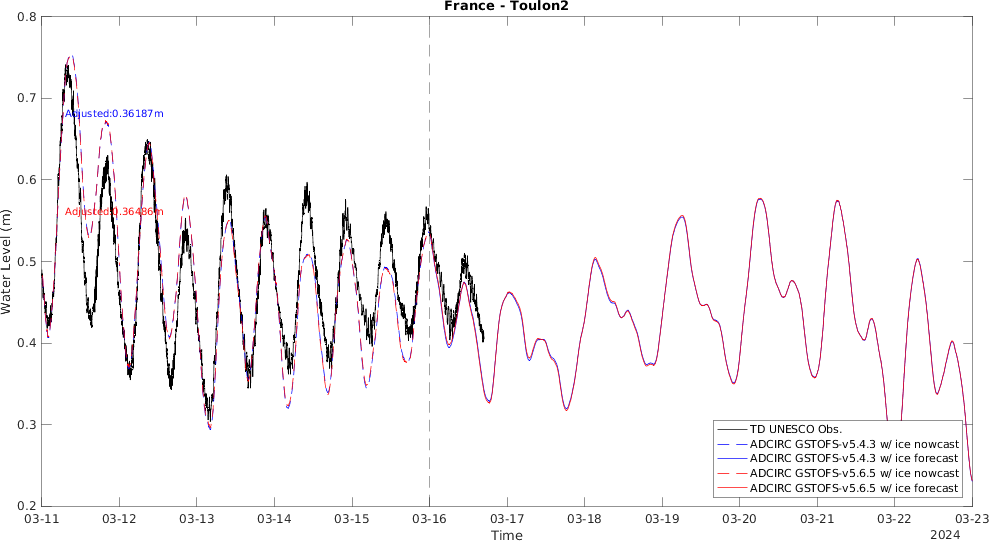 France - Toulon2
0.8
0.7
0.6
0.5
0.4
0.3
0.2
Water Level (m)
Adjusted:0.36187m
Adjusted:0.36486m
TD UNESCO Obs.
ADCIRC GSTOFS-v5.4.3 w/ ice nowcast
ADCIRC GSTOFS-v5.4.3 w/ ice forecast
ADCIRC GSTOFS-v5.6.5 w/ ice nowcast
ADCIRC GSTOFS-v5.6.5 w/ ice forecast
03-11 03-12 03-13 03-14 03-15 03-16 03-17 03-18 03-19 03-20 03-21 03-22 03-23
Time
2024